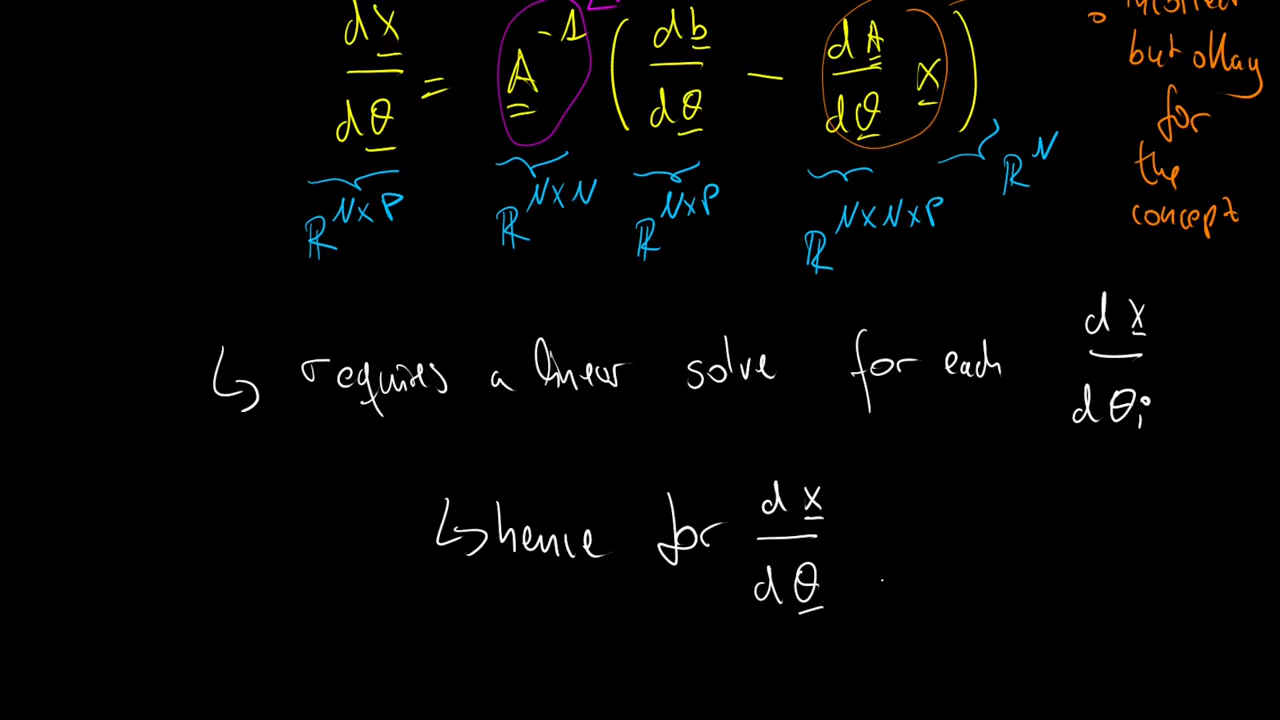 dx/dθ = A⁻¹ ( db/dθ − dA/dθ x )
ℝ^{N×P} ℝ^{N×N} ℝ^{N×P} ℝ^{N×N×P} ℝ^N
but okay
for
the
concept
↳ requires a linear solve for each dx/dθᵢ
↳ hence for dx/dθ